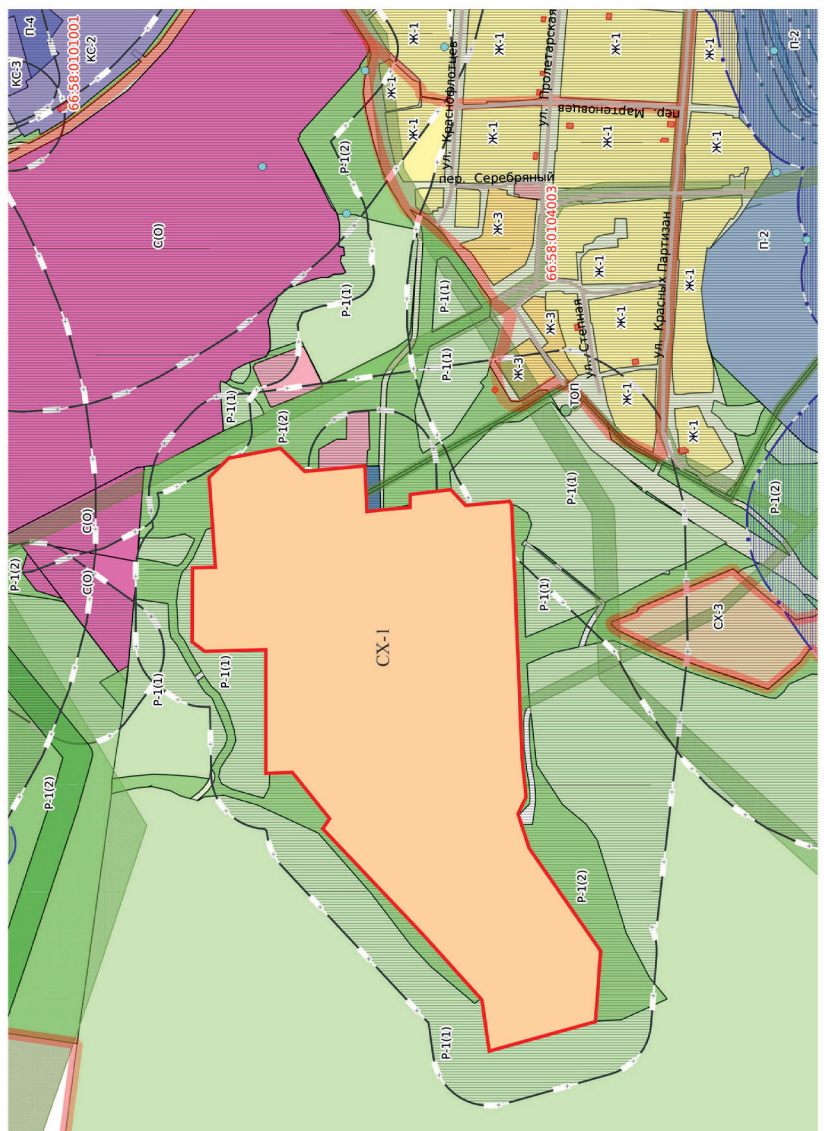 П-4
КС-3
КС-2
66:58:0101001
Ж-1
Ж-1
Ж-1
Ж-1
П-2
ул. Краснофлотцев
ул. Пролетарская
Ж-1
пер. Мартеновцев
Ж-1
Ж-1
Ж-1
Ж-1
Р-1(2)
пер. Серебряный
С(О)
Ж-3
66:58:0104003
П-2
Ж-1
ул. Красных Партизан
Ж-1
Р-1(1)
Р-1(1)
Ж-3
Ж-1
ул. Степная
Р-1(1)
Ж-3
ТОП
Ж-1
Р-1(1)
Р-1(2)
Ж-1
Р-1(1)
Р-1(2)
С(О)
Р-1(2)
С(О)
Р-1(1)
СХ-3
СХ-1
Р-1(1)
Р-1(1)
Р-1(2)
Р-1(2)
Р-1(1)